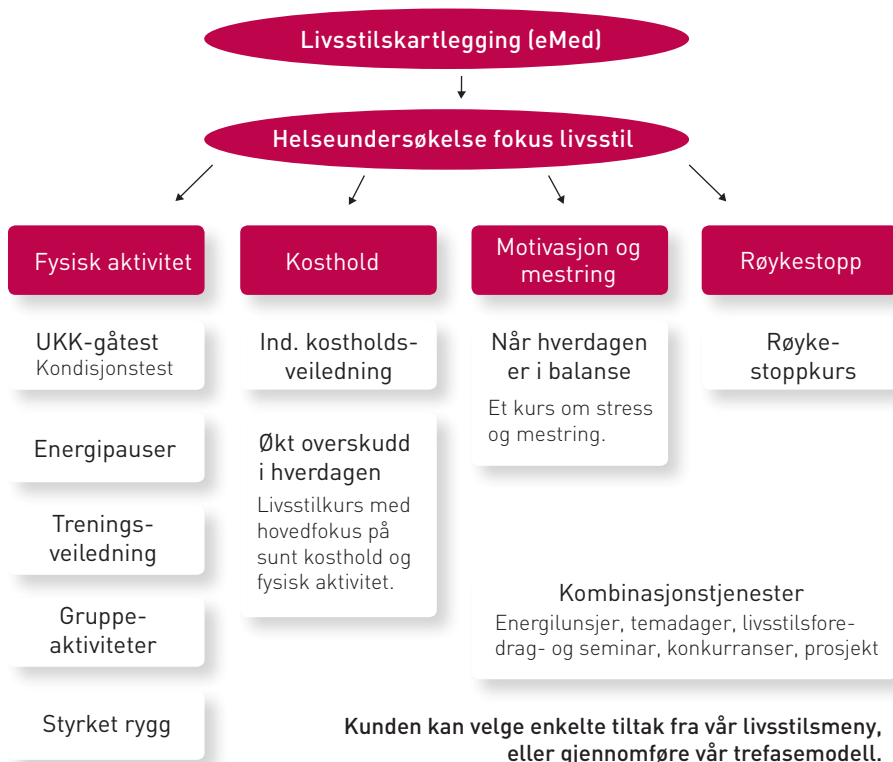 Livsstilskartlegging (eMed)
Helseundersøkelse fokus livsstil
Fysisk aktivitet
Kosthold
Motivasjon og
mestring
Røykestopp
UKK-gåtest
Kondisjonstest
Energipauser
Trenings-
veiledning
Gruppe-
aktiviteter
Styrket rygg
Ind. kostholds-
veiledning
Økt overskudd
i hverdagen
Livsstilkurs med
hovedfokus på
sunt kosthold og
fysisk aktivitet.
Når hverdagen
er i balanse
Et kurs om stress
og mestring.
Røyke-
stoppkurs
Kombinasjonstjenester
Energilunsjer, temadager, livsstilsfore-
drag- og seminar, konkurranser, prosjekt
Kunden kan velge enkelte tiltak fra vår livsstilsmeny,
eller gjennomføre vår trefasemodell.